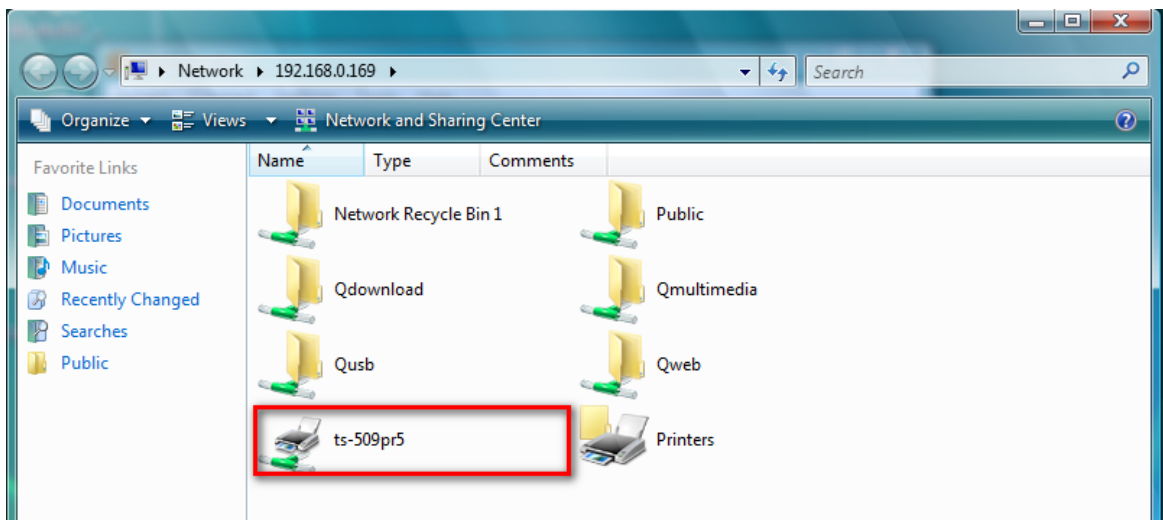 Network 192.168.0.169 Search
Organize Views Network and Sharing Center
Favorite Links
Documents
Pictures
Music
Recently Changed
Searches
Public
Name Type Comments
Network Recycle Bin 1 Public
Qdownload Qmultimedia
Qusb Qweb
ts-509pr5 Printers